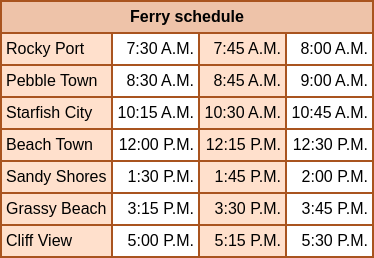 Ferry schedule
Rocky Port 7:30 A.M. 7:45 A.M. 8:00 A.M.
Pebble Town 8:30 A.M. 8:45 A.M. 9:00 A.M.
Starfish City 10:15 A.M. 10:30 A.M. 10:45 A.M.
Beach Town 12:00 P.M. 12:15 P.M. 12:30 P.M.
Sandy Shores 1:30 P.M. 1:45 P.M. 2:00 P.M.
Grassy Beach 3:15 P.M. 3:30 P.M. 3:45 P.M.
Cliff View 5:00 P.M. 5:15 P.M. 5:30 P.M.